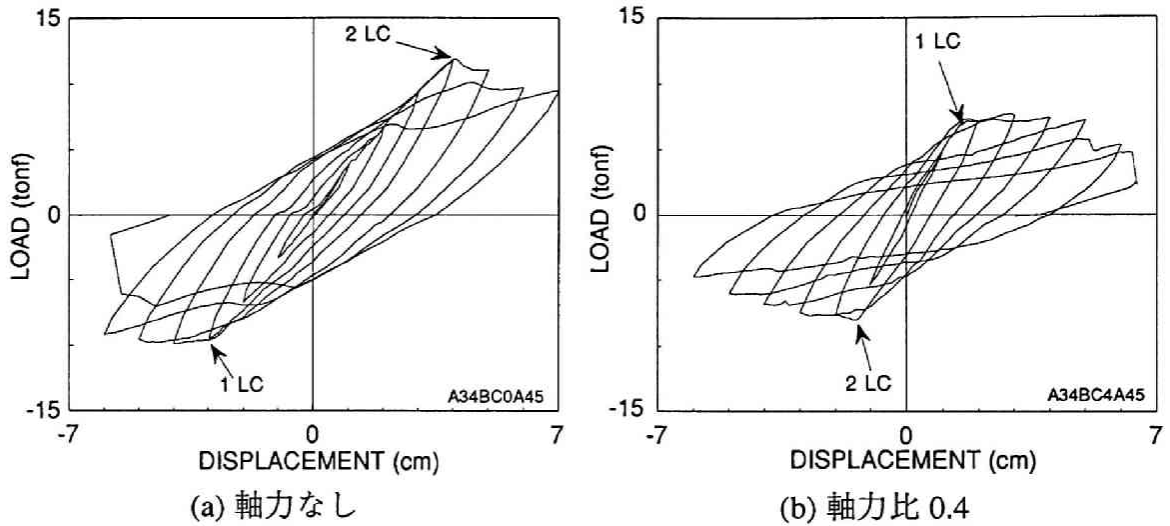 15
2 LC
LOAD (tonf)
0
1 LC
A34BC0A45
-15
-7
0
7
DISPLACEMENT (cm)
(a) 軸力なし
15
1 LC
LOAD (tonf)
0
2 LC
A34BC4A45
-15
-7
0
7
DISPLACEMENT (cm)
(b) 軸力比 0.4